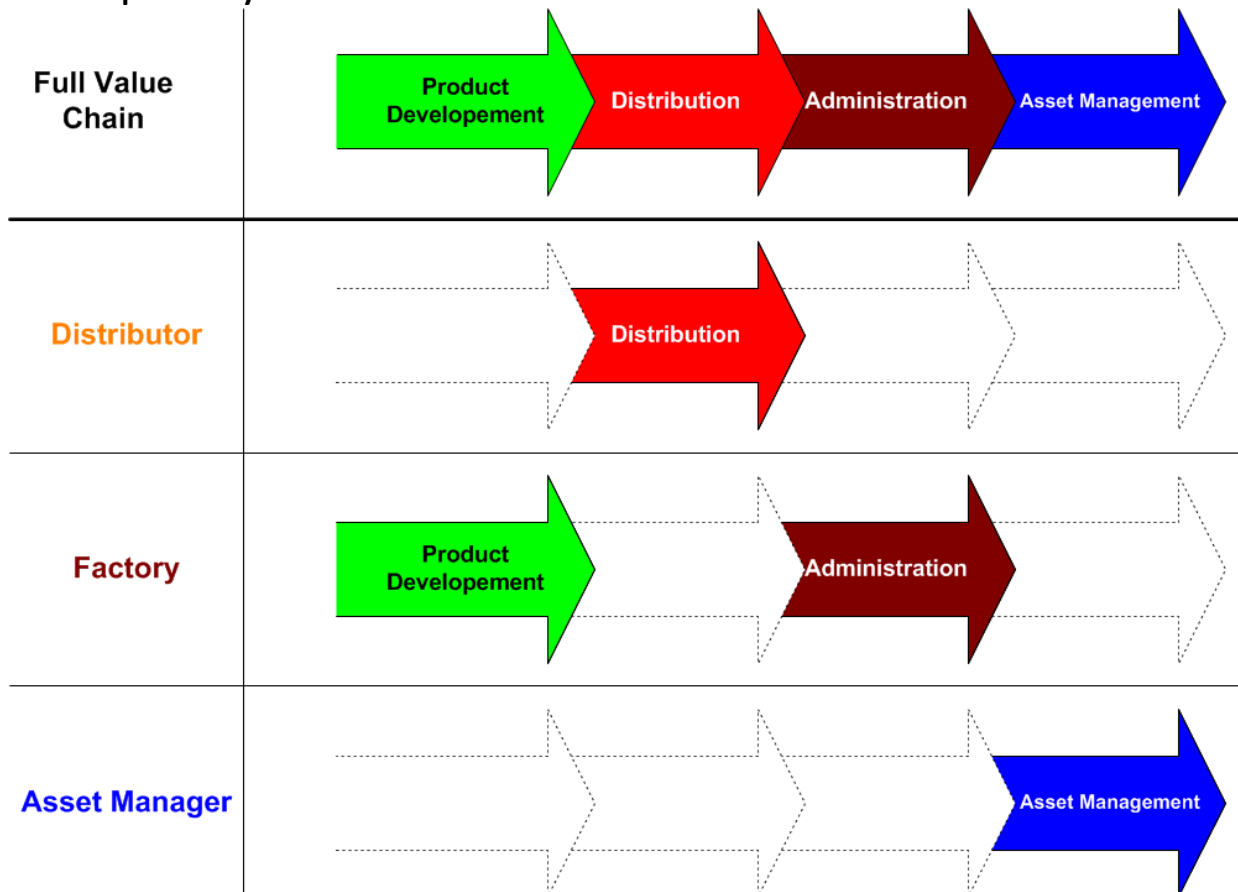 Full Value
Chain
Product
Developement
Distribution
Administration
Asset Management
Distributor
Distribution
Factory
Product
Developement
Administration
Asset Manager
Asset Management